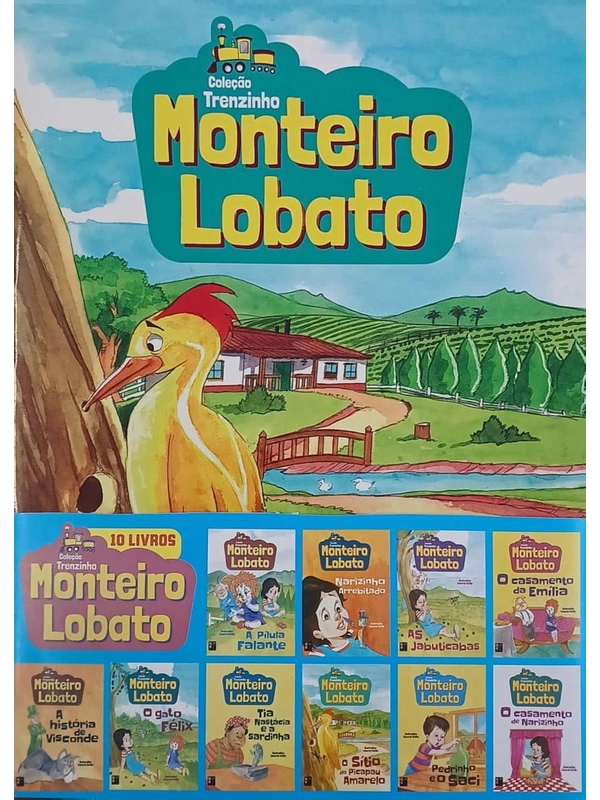 Coleção
Trenzinho
Monteiro
Lobato
10 LIVROS
Coleção
Trenzinho
Monteiro
Lobato
Monteiro
Lobato
A Pílula
Falante
Monteiro
Lobato
Narizinho
Arrebitado
Monteiro
Lobato
AS
Jabuticabas
Monteiro
Lobato
O casamento
da Emília
Monteiro
Lobato
A
história
de
Visconde
Monteiro
Lobato
O gato
Félix
Monteiro
Lobato
Tia
Nastácia
e a
Sardinha
Monteiro
Lobato
O Sítio
do Picapau
Amarelo
Monteiro
Lobato
Pedrinho
e o Saci
Monteiro
Lobato
O casamento
de Narizinho